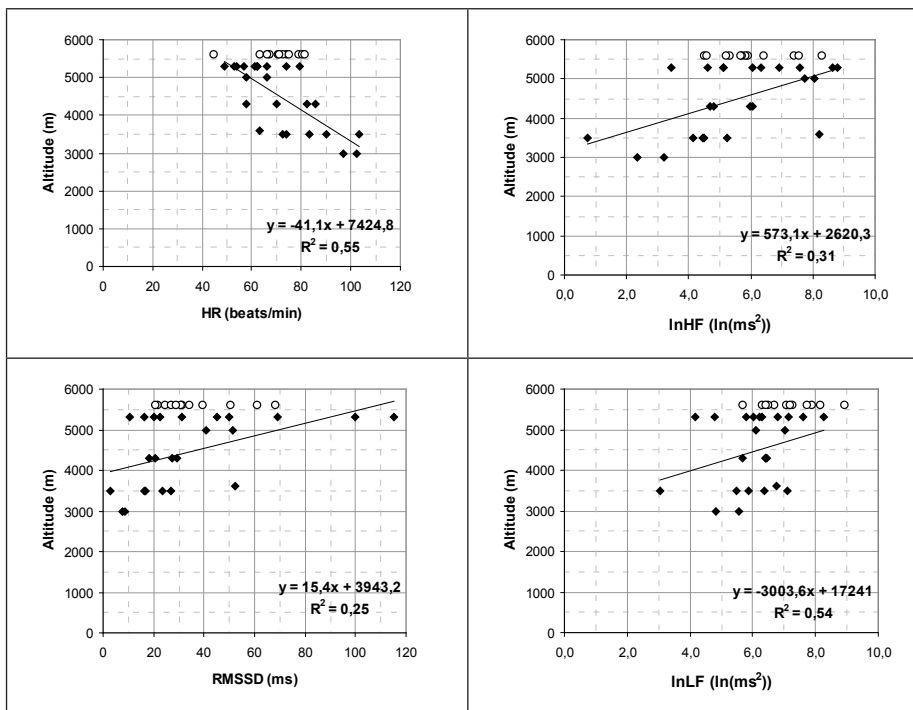 6000
5000
4000
3000
2000
1000
0
Altitude (m)
y = -41,1x + 7424,8
R² = 0,55
0 20 40 60 80 100 120
HR (beats/min)
6000
5000
4000
3000
2000
1000
0
Altitude (m)
y = 573,1x + 2620,3
R² = 0,31
0,0 2,0 4,0 6,0 8,0 10,0
lnHF (ln(ms²))
6000
5000
4000
3000
2000
1000
0
Altitude (m)
y = 15,4x + 3943,2
R² = 0,25
0 20 40 60 80 100 120
RMSSD (ms)
6000
5000
4000
3000
2000
1000
0
Altitude (m)
y = -3003,6x + 17241
R² = 0,54
0,0 2,0 4,0 6,0 8,0 10,0
lnLF (ln(ms²))